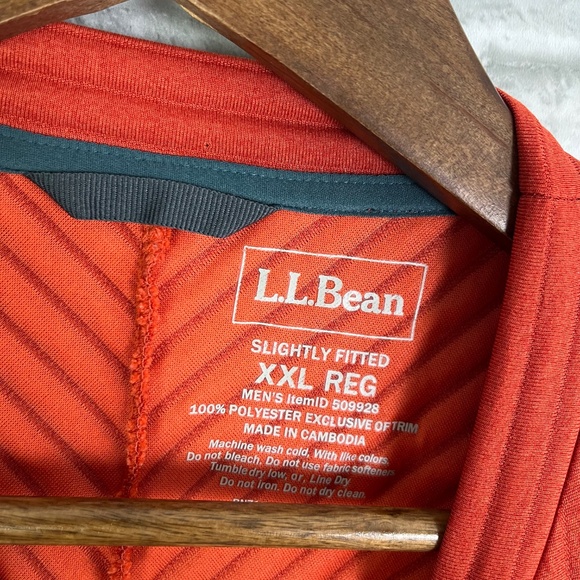 L.L.Bean
SLIGHTLY FITTED
XXL REG
MEN'S ItemID 509928
100% POLYESTER EXCLUSIVE OF TRIM
MADE IN CAMBODIA
Machine wash cold, With like colors.
Do not bleach. Do not use fabric softeners.
Tumble dry low, or, Line Dry
Do not iron. Do not dry clean.